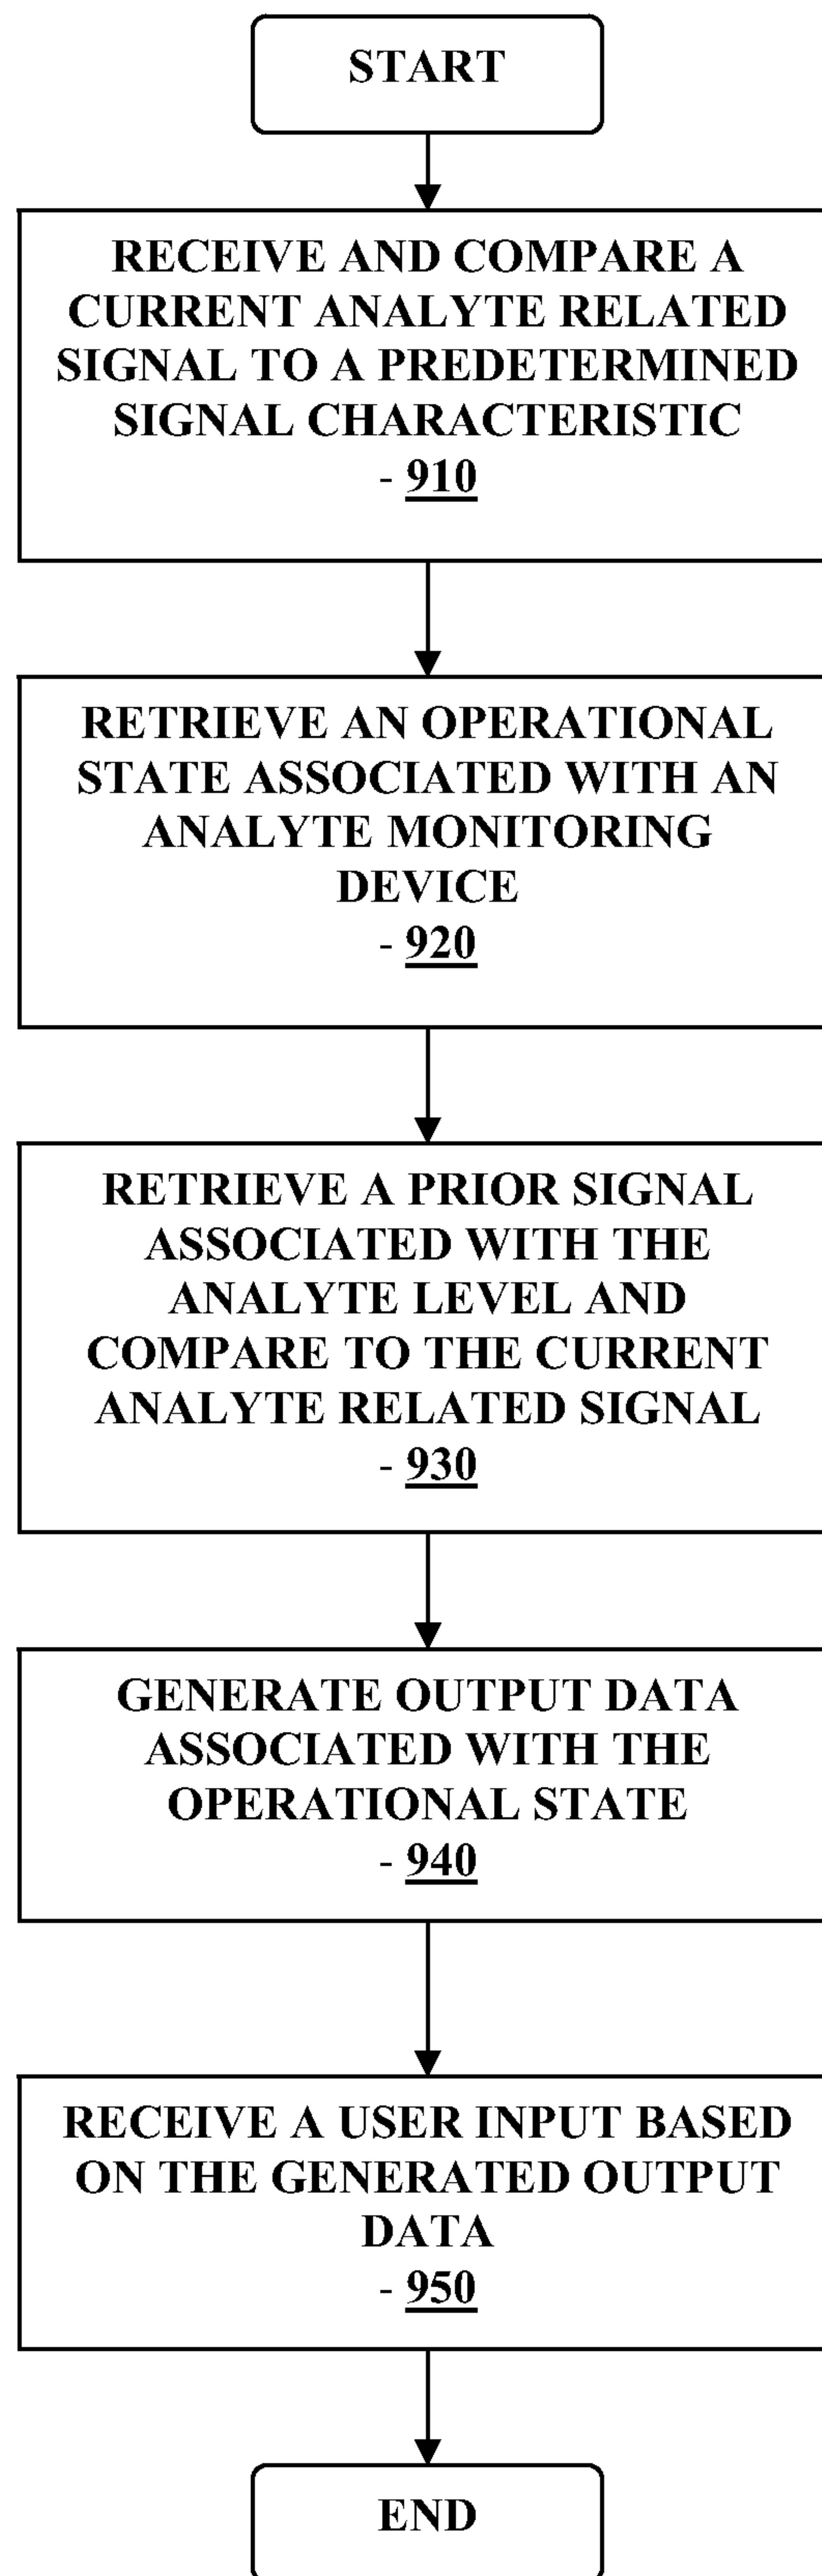 START
RECEIVE AND COMPARE A
CURRENT ANALYTE RELATED
SIGNAL TO A PREDETERMINED
SIGNAL CHARACTERISTIC
- 910
RETRIEVE AN OPERATIONAL
STATE ASSOCIATED WITH AN
ANALYTE MONITORING
DEVICE
- 920
RETRIEVE A PRIOR SIGNAL
ASSOCIATED WITH THE
ANALYTE LEVEL AND
COMPARE TO THE CURRENT
ANALYTE RELATED SIGNAL
- 930
GENERATE OUTPUT DATA
ASSOCIATED WITH THE
OPERATIONAL STATE
- 940
RECEIVE A USER INPUT BASED
ON THE GENERATED OUTPUT
DATA
- 950
END